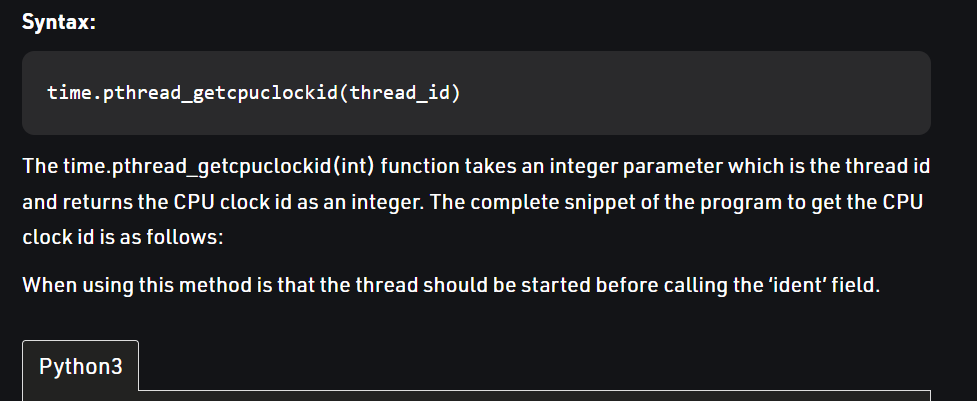 Syntax:
time.pthread_getcpuclockid(thread_id)
The time.pthread_getcpuclockid(int) function takes an integer parameter which is the thread id
and returns the CPU clock id as an integer. The complete snippet of the program to get the CPU
clock id is as follows:
When using this method is that the thread should be started before calling the ‘ident’ field.
Python3